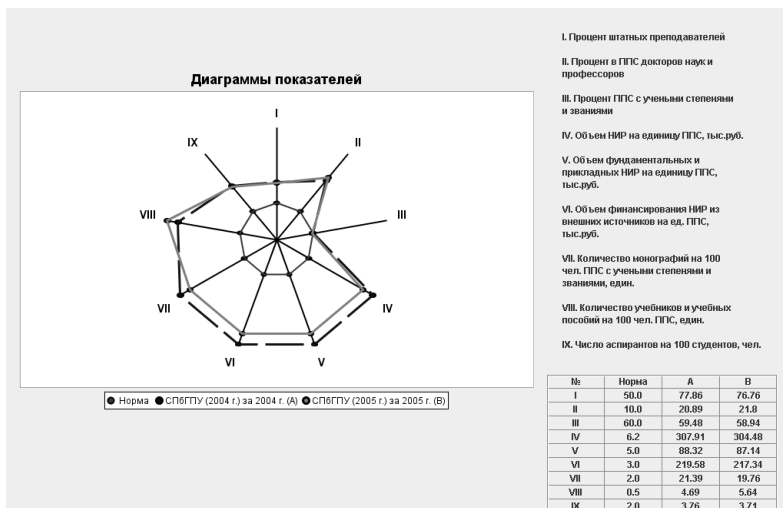 Диаграммы показателей
I
II
III
IV
V
VI
VII
VIII
IX
Норма СПбГПУ (2004 г.) за 2004 г. (A) СПбГПУ (2005 г.) за 2005 г. (B)
I. Процент штатных преподавателей
II. Процент в ППС докторов наук и
профессоров
III. Процент ППС с учеными степенями
и званиями
IV. Объем НИР на единицу ППС, тыс.руб.
V. Объем фундаментальных и
прикладных НИР на единицу ППС,
тыс.руб.
VI. Объем финансирования НИР из
внешних источников на ед. ППС,
тыс.руб.
VII. Количество монографий на 100
чел. ППС с учеными степенями и
званиями, един.
VIII. Количество учебников и учебных
пособий на 100 чел. ППС, един.
IX. Число аспирантов на 100 студентов, чел.
№ Норма A B
I 50.0 77.86 76.76
II 10.0 20.89 21.8
III 60.0 59.48 58.94
IV 6.2 307.91 304.48
V 5.0 88.32 87.14
VI 3.0 219.58 217.34
VII 2.0 21.39 19.76
VIII 0.5 4.69 5.64
IX 2.0 3.76 3.71